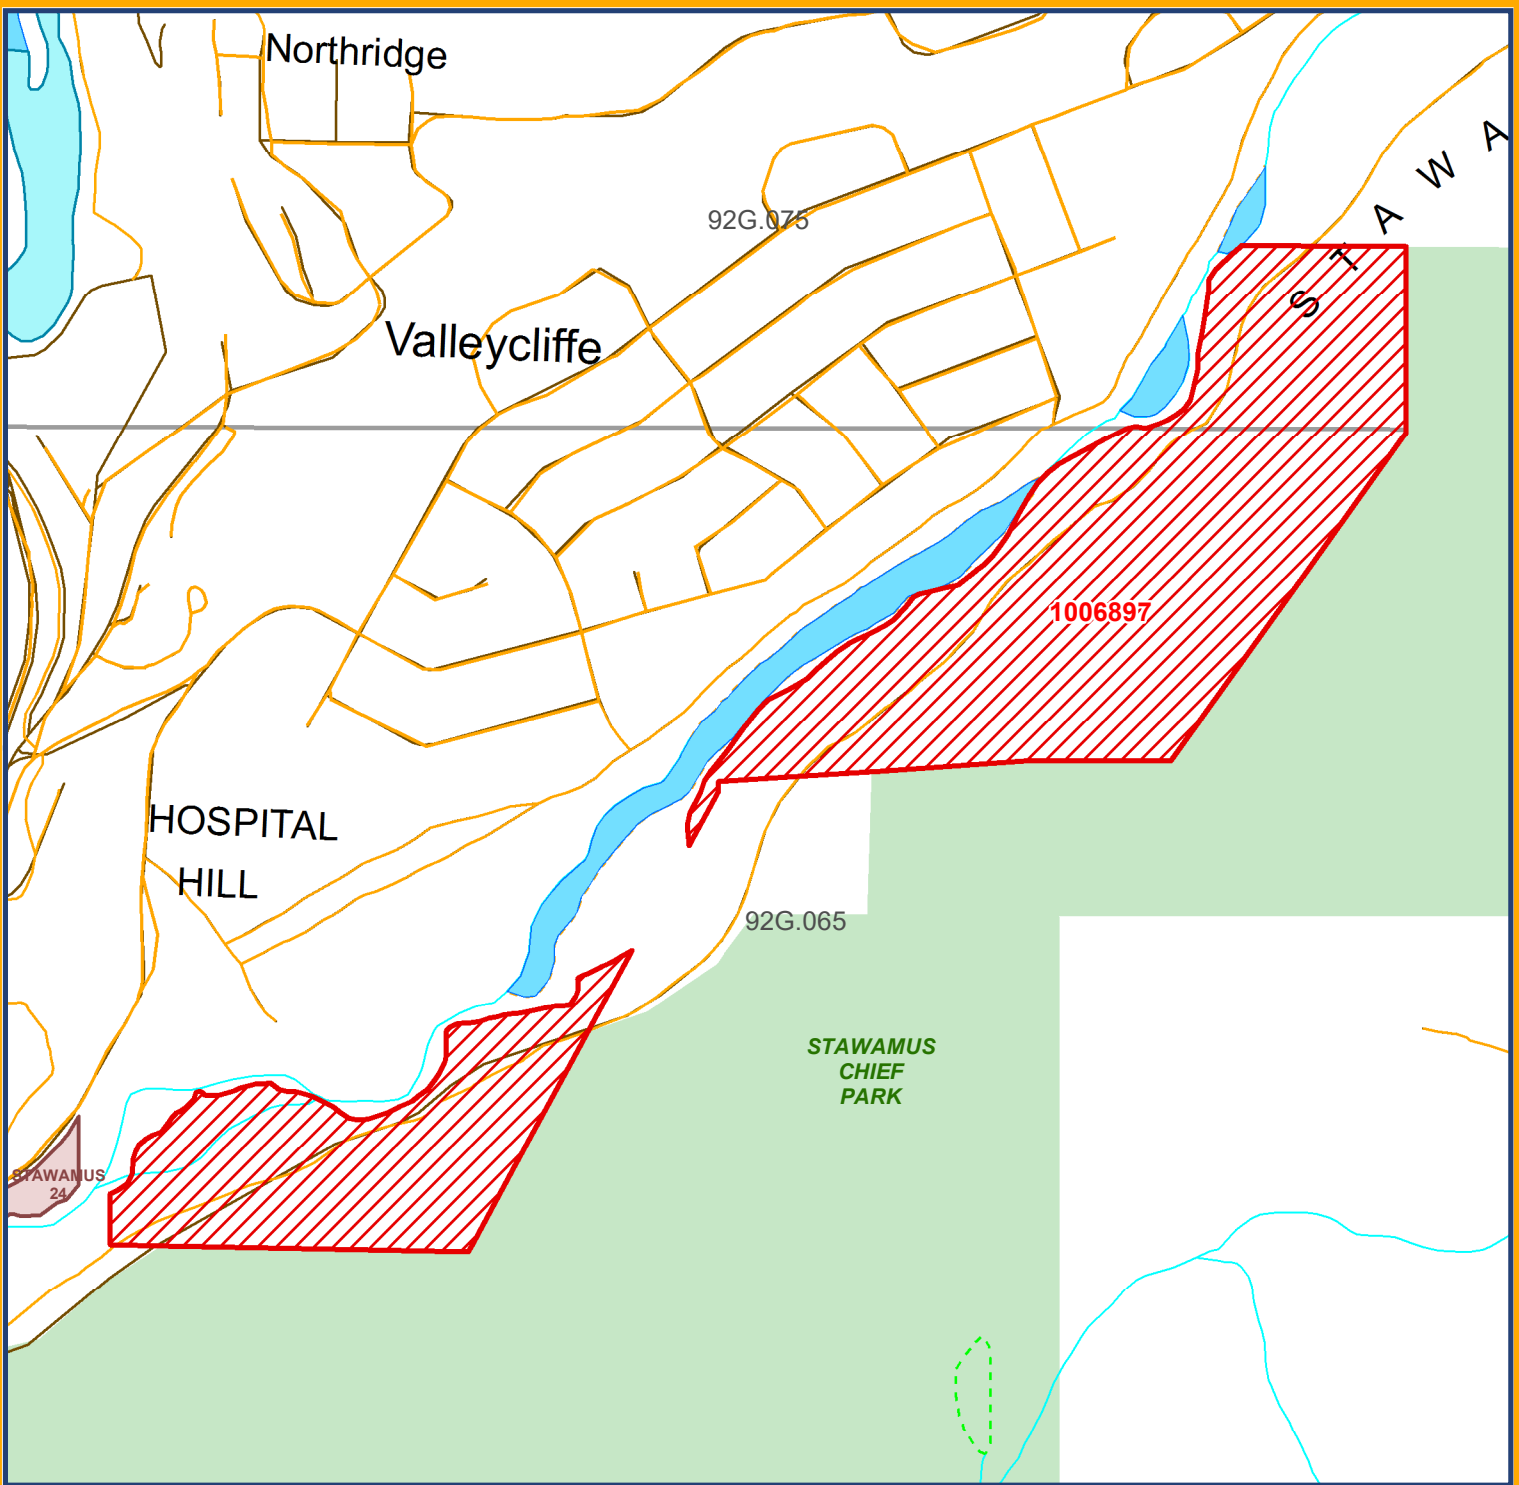 Northridge
92G.075
S T A W A
Valleycliffe
1006897
HOSPITAL
HILL
92G.065
STAWAMUS
CHIEF
PARK
STAWAMUS
24